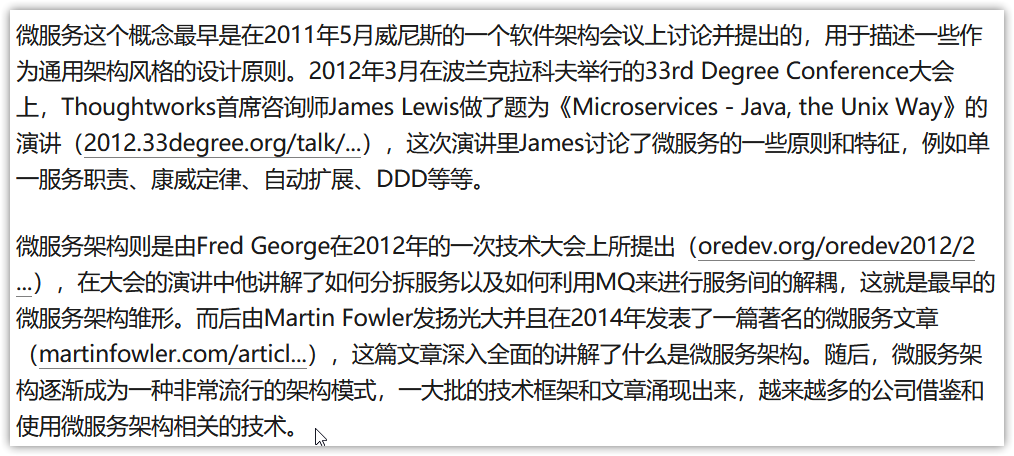 微服务这个概念最早是在2011年5月威尼斯的一个软件架构会议上讨论并提出的，用于描述一些作
为通用架构风格的设计原则。2012年3月在波兰克拉科夫举行的33rd Degree Conference大会
上，Thoughtworks首席咨询师James Lewis做了题为《Microservices - Java, the Unix Way》的
演讲（2012.33degree.org/talk/...），这次演讲里James讨论了微服务的一些原则和特征，例如单
一服务职责、康威定律、自动扩展、DDD等等。
微服务架构则是由Fred George在2012年的一次技术大会上所提出（oredev.org/oredev2012/2
...），在大会的演讲中他讲解了如何分拆服务以及如何利用MQ来进行服务间的解耦，这就是最早的
微服务架构雏形。而后由Martin Fowler发扬光大并且在2014年发表了一篇著名的微服务文章
（martinfowler.com/articl...），这篇文章深入全面的讲解了什么是微服务架构。随后，微服务架
构逐渐成为一种非常流行的架构模式，一大批的技术框架和文章涌现出来，越来越多的公司借鉴和
使用微服务架构相关的技术。